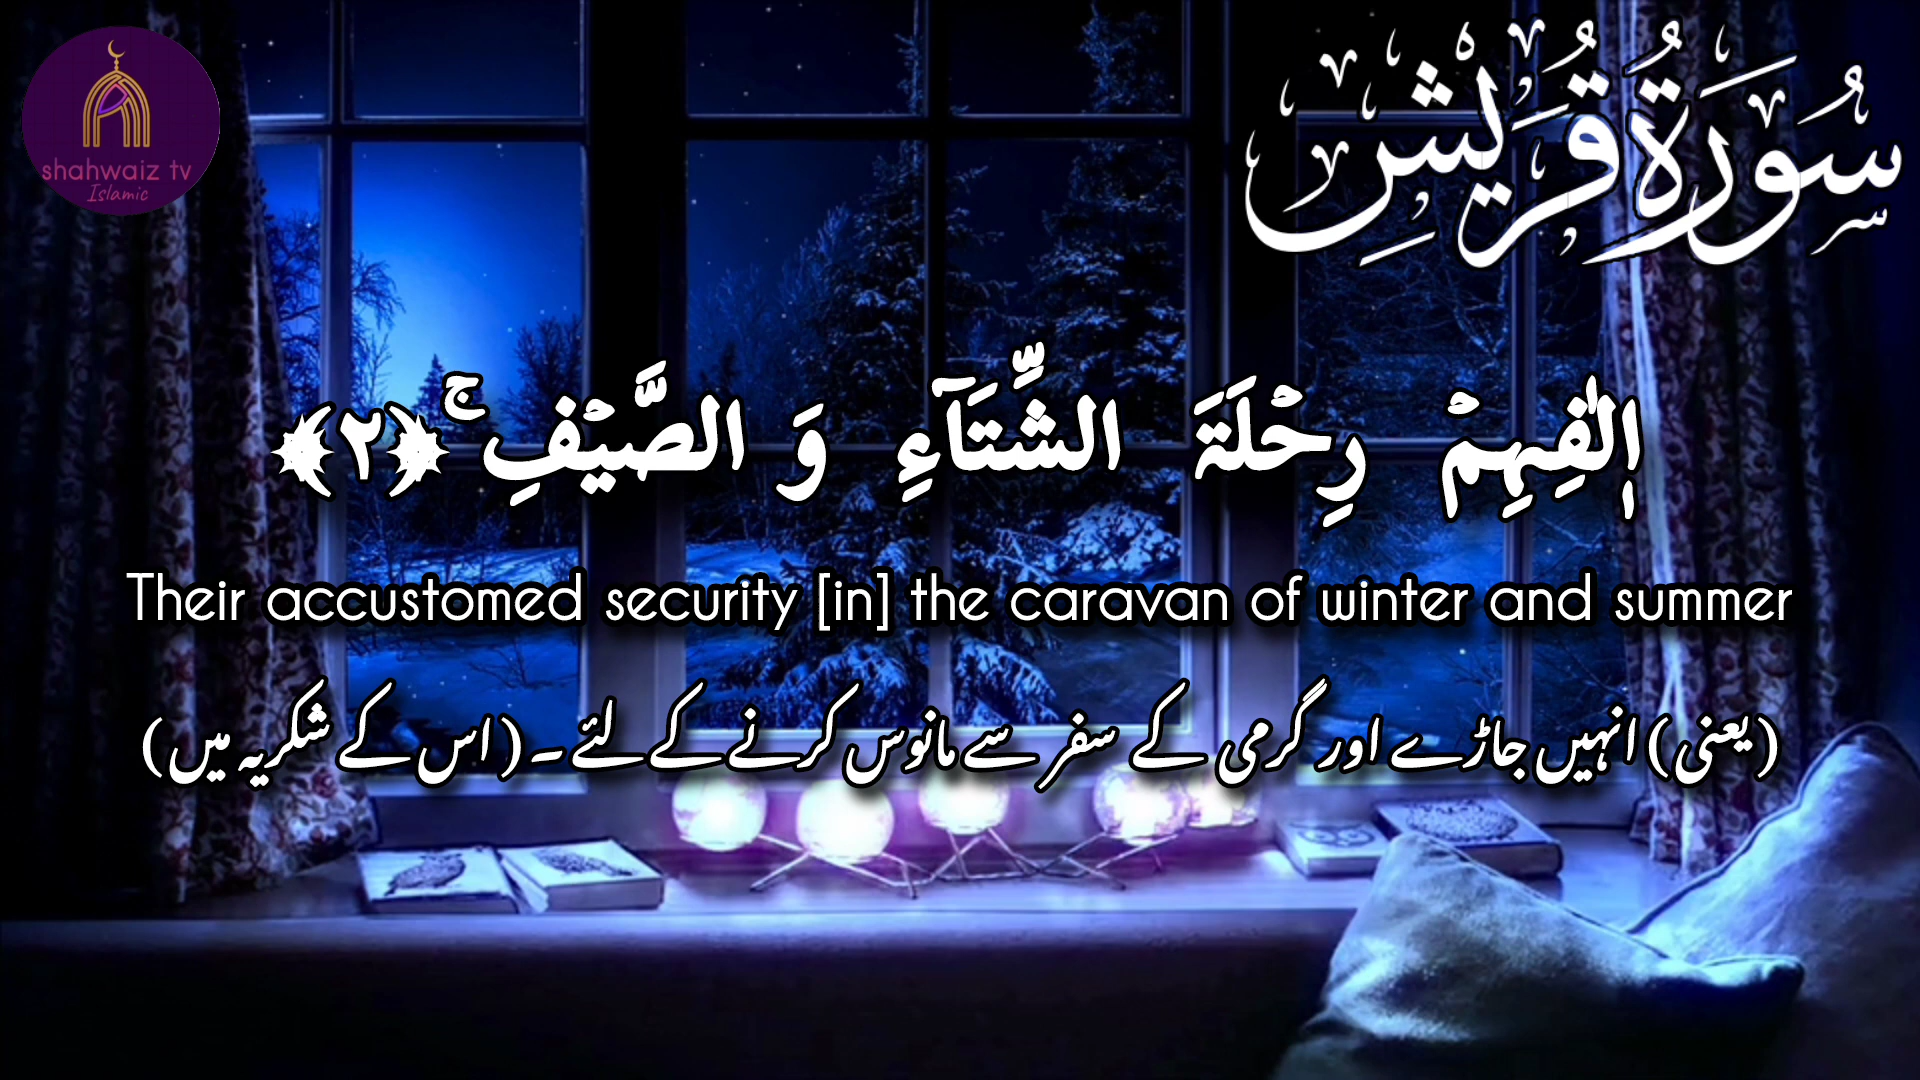 shahwaiz tv
Islamic
سُوۡرَةُ قُرَيۡشٍ
اٖلٰفِہِمۡ رِحۡلَۃَ الشِّتَآءِ وَ الصَّیۡفِ ۚ﴿۲﴾
Their accustomed security [in] the caravan of winter and summer
(یعنی) انہیں جاڑے اور گرمی کے سفر سے مانوس کرنے کے لئے۔ (اس کے شکریہ میں)